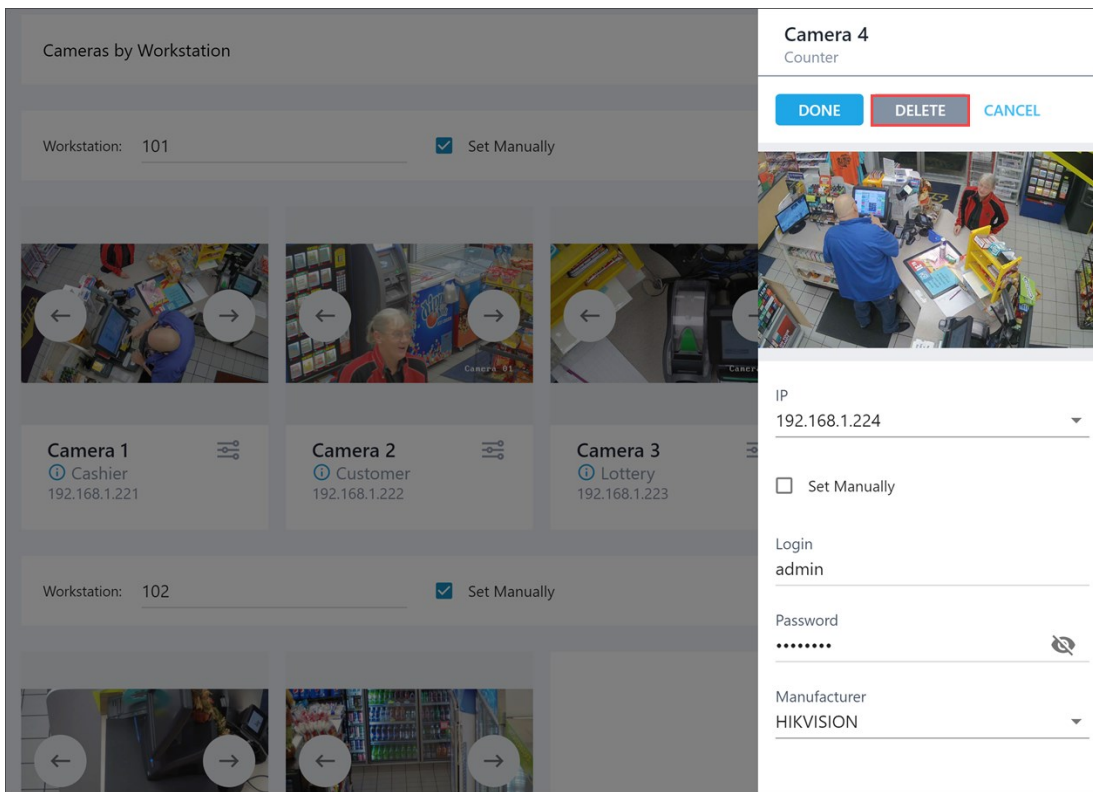 Cameras by Workstation
Workstation: 101
Set Manually
Camera 01
Camera 1
Cashier
192.168.1.221
Camera 2
Customer
192.168.1.222
Camera 3
Lottery
192.168.1.223
Workstation: 102
Set Manually
Camera 4
Counter
DONE DELETE CANCEL
IP
192.168.1.224
Set Manually
Login
admin
Password
••••••••
Manufacturer
HIKVISION